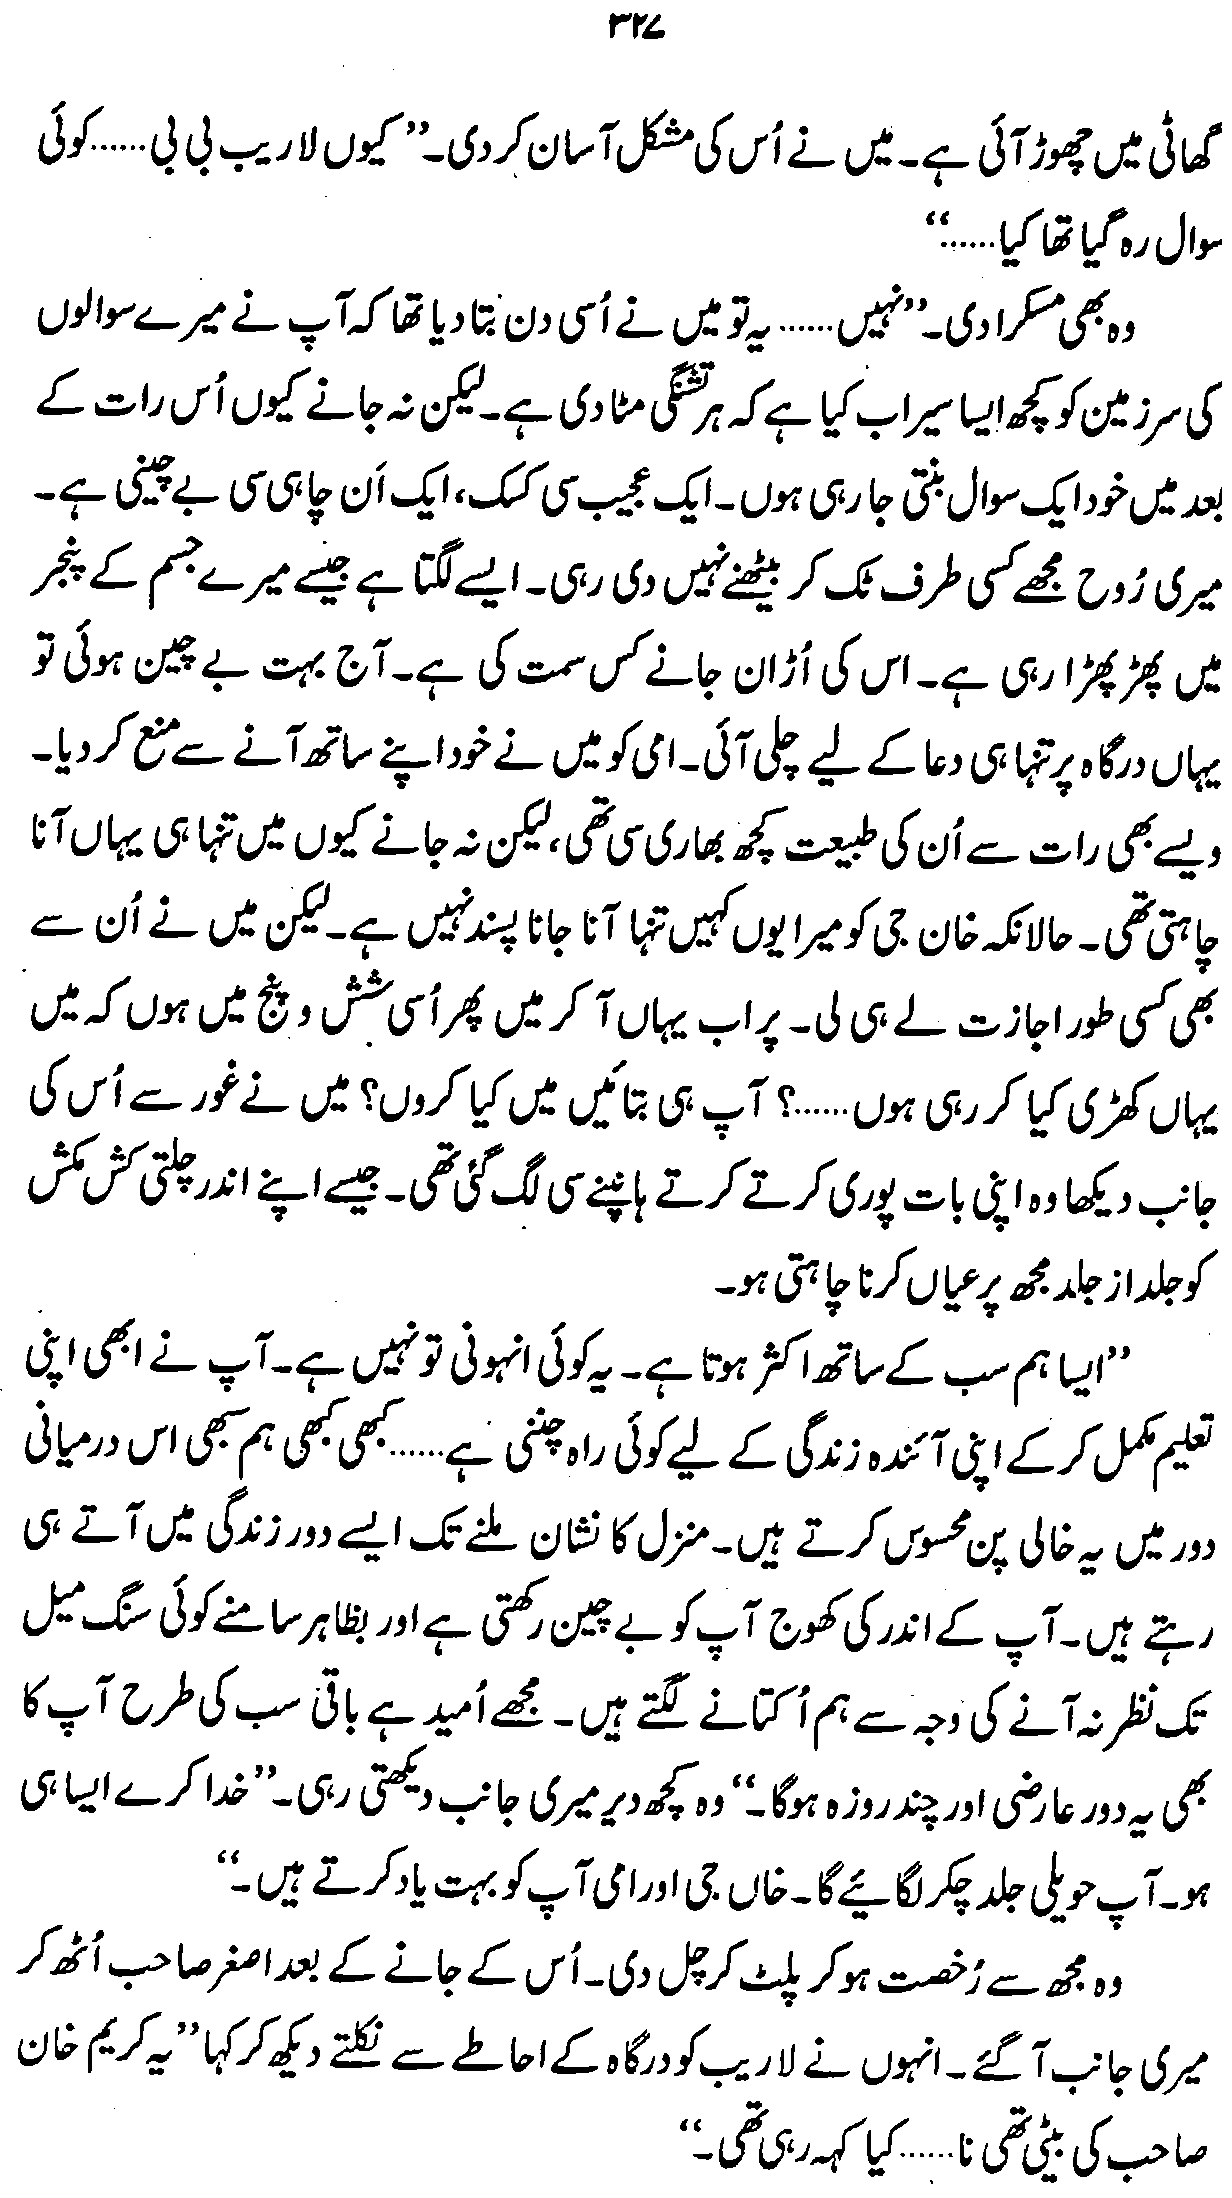 ۳۲۷
گھاٹی میں چھوڑ آئی ہے۔ میں نے اُس کی مشکل آسان کر دی۔ ”کیوں لاریب بی بی……کوئی
سوال رہ گیا تھا کیا……“
وہ بھی مسکرا دی۔ ”نہیں…… یہ تو میں نے اُسی دن بتا دیا تھا کہ آپ نے میرے سوالوں
کی سرزمین کو کچھ ایسا سیراب کیا ہے کہ ہر تشنگی مٹا دی ہے۔ لیکن نہ جانے کیوں اُس رات کے
بعد میں خود ایک سوال بنتی جا رہی ہوں۔ ایک عجیب سی کسک، ایک اَن چاہی سی بے چینی ہے۔
میری رُوح مجھے کسی طرف ٹک کر بیٹھنے نہیں دی رہی۔ ایسے لگتا ہے جیسے میرے جسم کے پنجر
میں پھڑپھڑا رہی ہے۔ اس کی اُڑان جانے کس سمت کی ہے۔ آج بہت بے چین ہوئی تو
یہاں درگاہ پر تنہا ہی دعا کے لیے چلی آئی۔ امی کو میں نے خود اپنے ساتھ آنے سے منع کر دیا۔
ویسے بھی رات سے اُن کی طبیعت کچھ بھاری سی تھی، لیکن نہ جانے کیوں میں تنہا ہی یہاں آنا
چاہتی تھی۔ حالانکہ خان جی کو میرا یوں کہیں تنہا آنا جانا پسند نہیں ہے۔ لیکن میں نے اُن سے
بھی کسی طور اجازت لے ہی لی۔ پر اب یہاں آ کر میں پھر اُسی شش و پنج میں ہوں کہ میں
یہاں کھڑی کیا کر رہی ہوں……؟ آپ ہی بتائیں میں کیا کروں؟ میں نے غور سے اُس کی
جانب دیکھا وہ اپنی بات پوری کرتے کرتے ہانپنے سی لگ گئی تھی۔ جیسے اپنے اندر چلتی کش مکش
کو جلد از جلد مجھ پر عیاں کرنا چاہتی ہو۔
”ایسا ہم سب کے ساتھ اکثر ہوتا ہے۔ یہ کوئی انہونی تو نہیں ہے۔ آپ نے ابھی اپنی
تعلیم مکمل کر کے اپنی آئندہ زندگی کے لیے کوئی راہ چننی ہے……کبھی کبھی ہم سبھی اس درمیانی
دور میں یہ خالی پن محسوس کرتے ہیں۔ منزل کا نشان ملنے تک ایسے دور زندگی میں آتے ہی
رہتے ہیں۔ آپ کے اندر کی کھوج آپ کو بے چین رکھتی ہے اور بظاہر سامنے کوئی سنگ میل
تک نظر نہ آنے کی وجہ سے ہم اُکتانے لگتے ہیں۔ مجھے اُمید ہے باقی سب کی طرح آپ کا
بھی یہ دور عارضی اور چند روزہ ہوگا۔“ وہ کچھ دیر میری جانب دیکھتی رہی۔ ”خدا کرے ایسا ہی
ہو۔ آپ حویلی جلد چکر لگائیے گا۔ خاں جی اور امی آپ کو بہت یاد کرتے ہیں۔“
وہ مجھ سے رُخصت ہو کر پلٹ کر چل دی۔ اُس کے جانے کے بعد اصغر صاحب اُٹھ کر
میری جانب آ گئے۔ انہوں نے لاریب کو درگاہ کے احاطے سے نکلتے دیکھ کر کہا ”یہ کریم خان
صاحب کی بیٹی تھی نا……کیا کہہ رہی تھی۔“